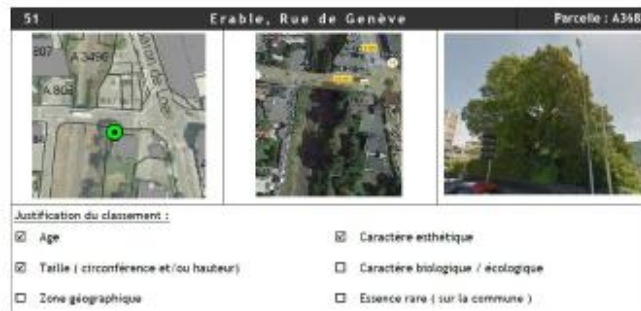 51 Erable, Rue de Genève Parcelle : A368
807
A 3496
Justification du classement :
☑ Age
☑ Caractère esthétique
☑ Taille ( circonférence et/ou hauteur)
☐ Caractère biologique / écologique
☐ Zone géographique
☐ Essence rare ( sur la commune )